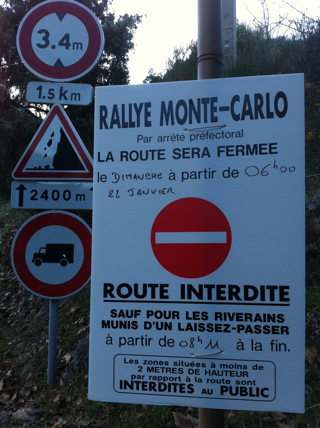 3.4m
1.5 Km
2400 m
RALLYE MONTE-CARLO
Par arrêté préfectoral
LA ROUTE SERA FERMEE
le DIMANCHE à partir de 06h00
22 JANVIER
ROUTE INTERDITE
SAUF POUR LES RIVERAINS
MUNIS D'UN LAISSEZ-PASSER
à partir de 08h11 à la fin.
Les zones situées à moins de
2 METRES DE HAUTEUR
par rapport à la route sont
INTERDITES AU PUBLIC